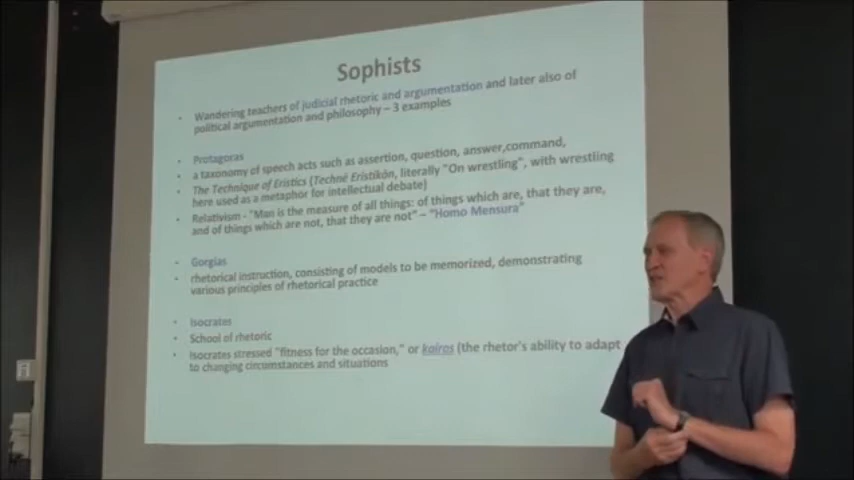 Sophists
Wandering teachers of judicial rhetoric and argumentation and later also of
political argumentation and philosophy – 3 examples
Protagoras
a taxonomy of speech acts such as assertion, question, answer,command,
The Technique of Eristics (Technê Eristikôn, literally "On wrestling", with wrestling
here used as a metaphor for intellectual debate)
Relativism - "Man is the measure of all things: of things which are, that they are,
and of things which are not, that they are not" – "Homo Mensura"
Gorgias
rhetorical instruction, consisting of models to be memorized, demonstrating
various principles of rhetorical practice
Isocrates
School of rhetoric
Isocrates stressed "fitness for the occasion," or kairos (the rhetor's ability to adapt
to changing circumstances and situations